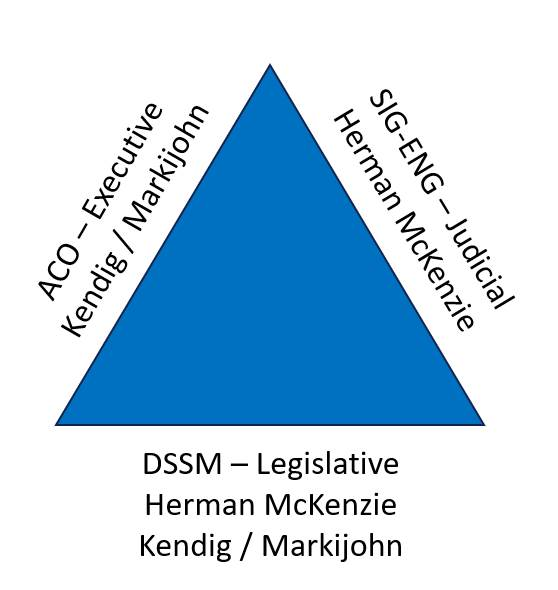 ACO – Executive
Kendig / Markijohn
SIG-ENG – Judicial
Herman McKenzie
DSSM – Legislative
Herman McKenzie
Kendig / Markijohn